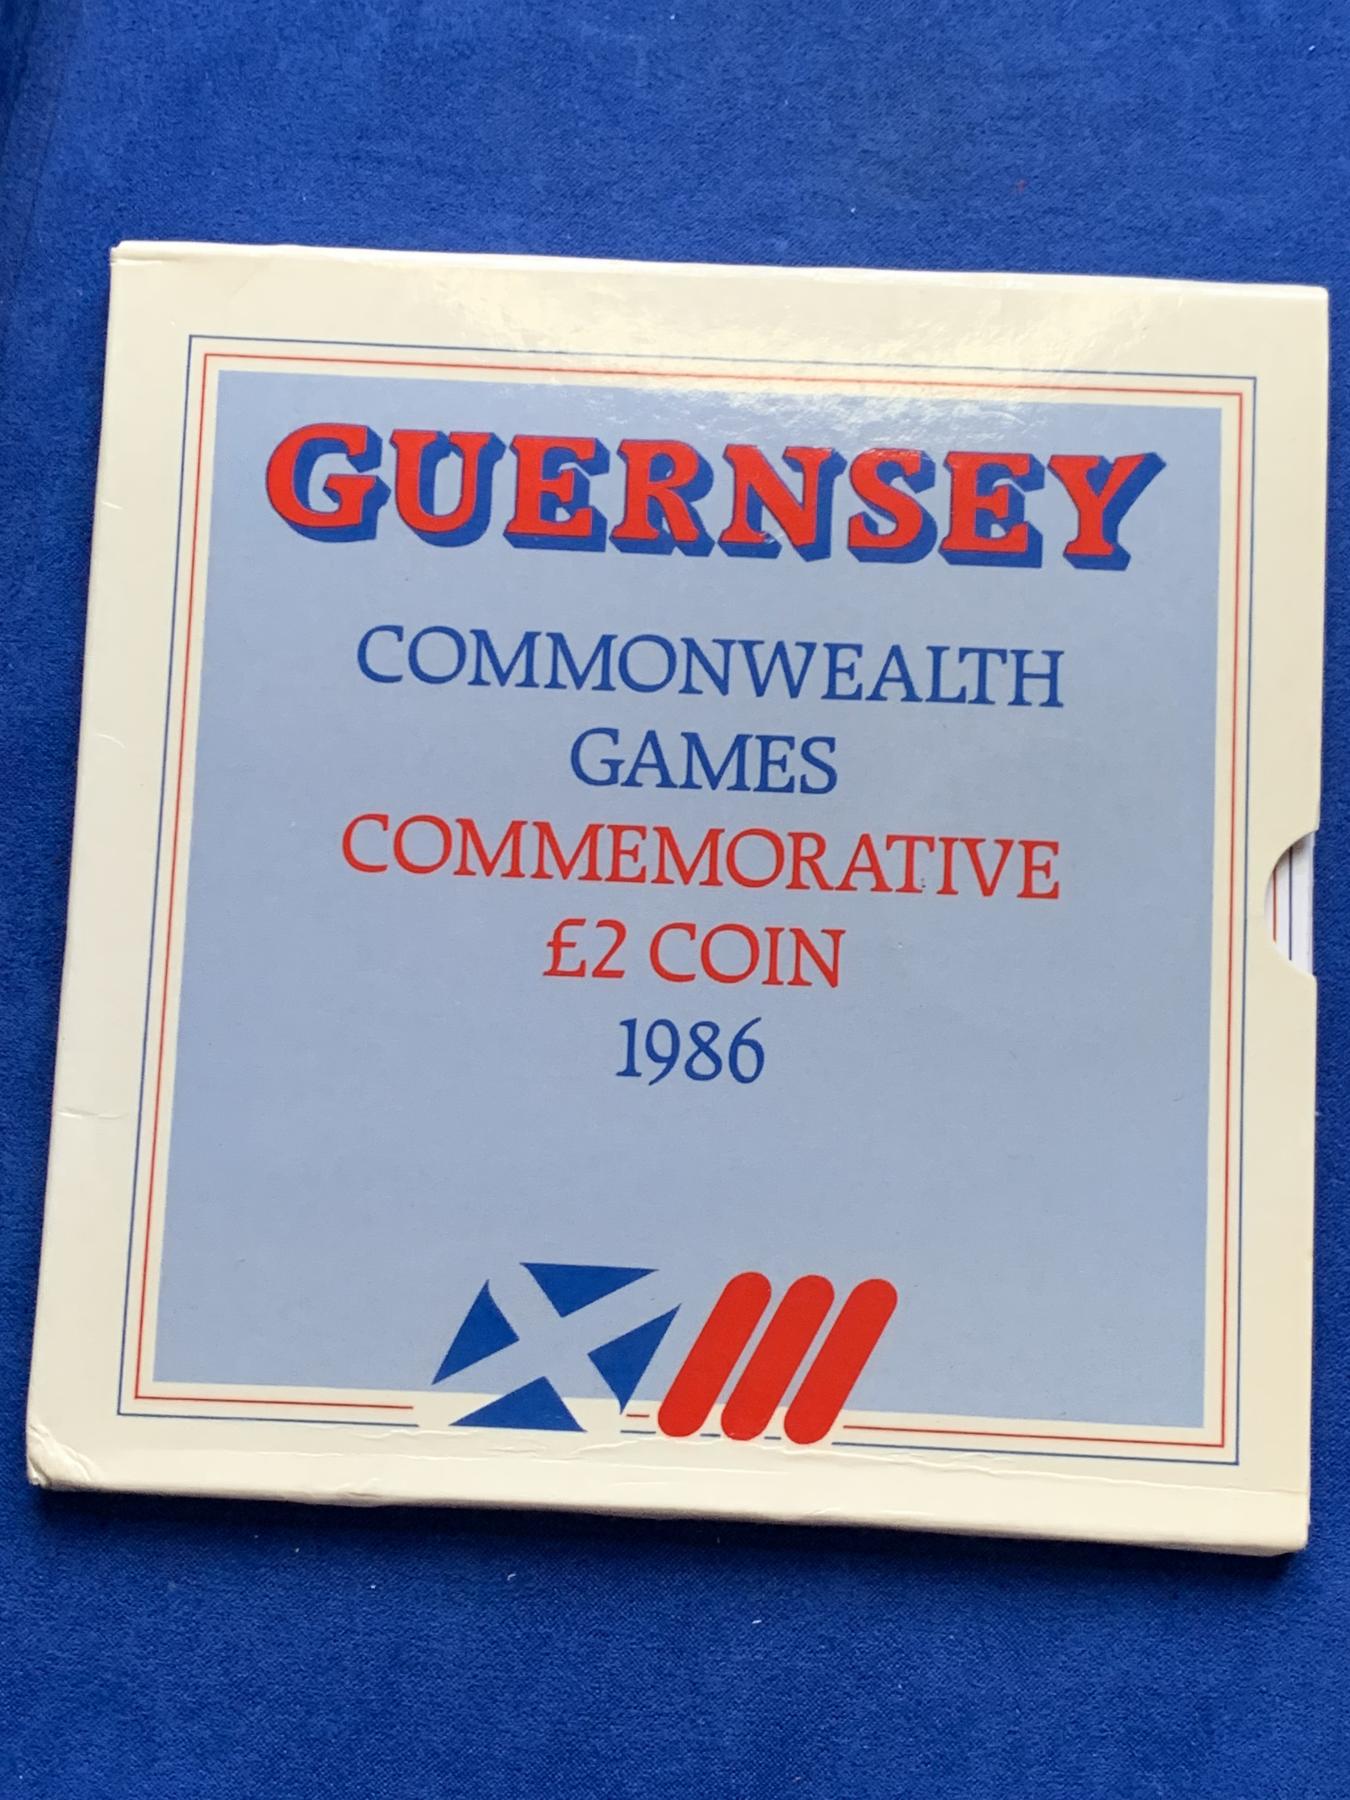 GUERNSEY
COMMONWEALTH
GAMES
COMMEMORATIVE
£2 COIN
1986